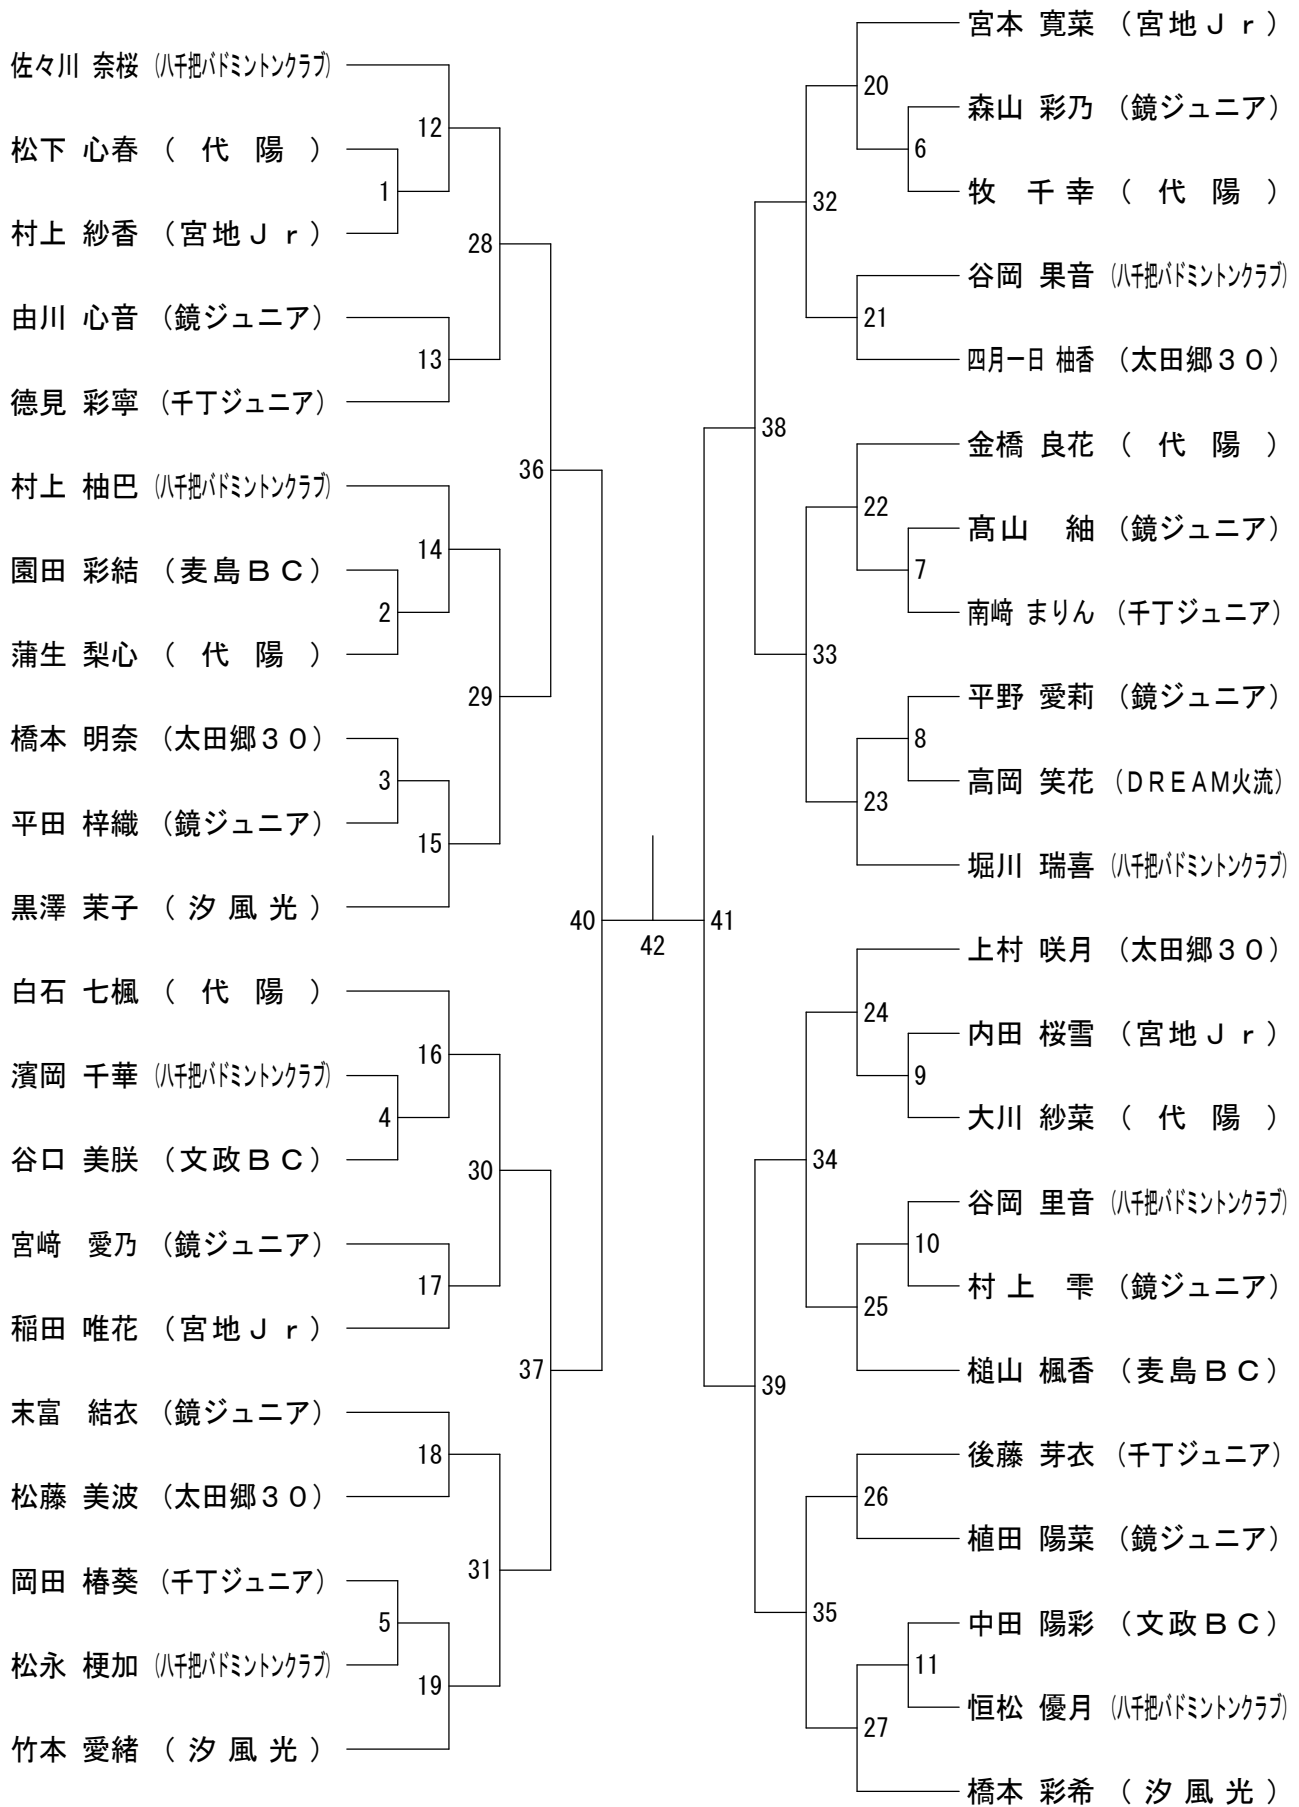 佐々川 奈桜 (八千把バドミントンクラブ)
松下 心春 ( 代 陽 )
村上 紗香 (宮地Ｊｒ)
由川 心音 (鏡ジュニア)
德見 彩寧 (千丁ジュニア)
村上 柚巴 (八千把バドミントンクラブ)
園田 彩結 (麦島ＢＣ)
蒲生 梨心 ( 代 陽 )
橋本 明奈 (太田郷３０)
平田 梓織 (鏡ジュニア)
黒澤 茉子 ( 汐 風 光 )
白石 七楓 ( 代 陽 )
濱岡 千華 (八千把バドミントンクラブ)
谷口 美朕 (文政ＢＣ)
宮﨑 愛乃 (鏡ジュニア)
稲田 唯花 (宮地Ｊｒ)
末富 結衣 (鏡ジュニア)
松藤 美波 (太田郷３０)
岡田 椿葵 (千丁ジュニア)
松永 梗加 (八千把バドミントンクラブ)
竹本 愛緒 ( 汐 風 光 )
1
2
3
4
5
12
13
14
15
16
17
18
19
28
29
30
31
36
37
40
42
41
38
39
32
33
34
35
20
21
22
23
24
25
26
27
6
7
8
9
10
11
宮本 寛菜 (宮地Ｊｒ)
森山 彩乃 (鏡ジュニア)
牧 千幸 ( 代 陽 )
谷岡 果音 (八千把バドミントンクラブ)
四月一日 柚香 (太田郷３０)
金橋 良花 ( 代 陽 )
髙山 紬 (鏡ジュニア)
南﨑 まりん (千丁ジュニア)
平野 愛莉 (鏡ジュニア)
高岡 笑花 (ＤＲＥＡＭ火流)
堀川 瑞喜 (八千把バドミントンクラブ)
上村 咲月 (太田郷３０)
内田 桜雪 (宮地Ｊｒ)
大川 紗菜 ( 代 陽 )
谷岡 里音 (八千把バドミントンクラブ)
村上 雫 (鏡ジュニア)
槌山 楓香 (麦島ＢＣ)
後藤 芽衣 (千丁ジュニア)
植田 陽菜 (鏡ジュニア)
中田 陽彩 (文政ＢＣ)
恒松 優月 (八千把バドミントンクラブ)
橋本 彩希 ( 汐 風 光 )